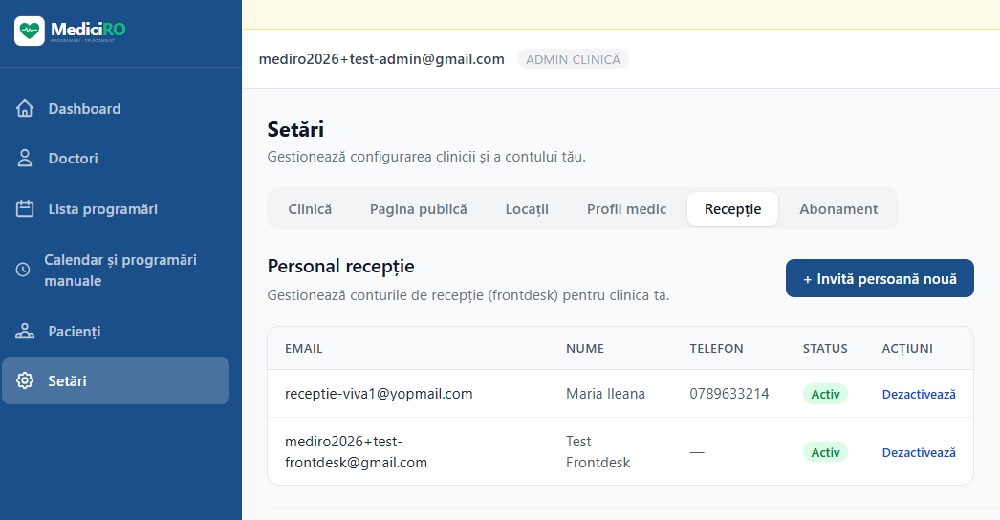 MediciRO
PROGRAMĂRI · TELECONSULT
mediro2026+test-admin@gmail.com ADMIN CLINICĂ
Dashboard
Doctori
Lista programări
Calendar și programări
manuale
Pacienți
Setări
Setări
Gestionează configurarea clinicii și a contului tău.
Clinică Pagina publică Locații Profil medic Recepție Abonament
Personal recepție
Gestionează conturile de recepție (frontdesk) pentru clinica ta.
+ Invită persoană nouă
EMAIL NUME TELEFON STATUS ACȚIUNI
receptie-viva1@yopmail.com Maria Ileana 0789633214 Activ Dezactivează
mediro2026+test-
frontdesk@gmail.com Test
Frontdesk — Activ Dezactivează